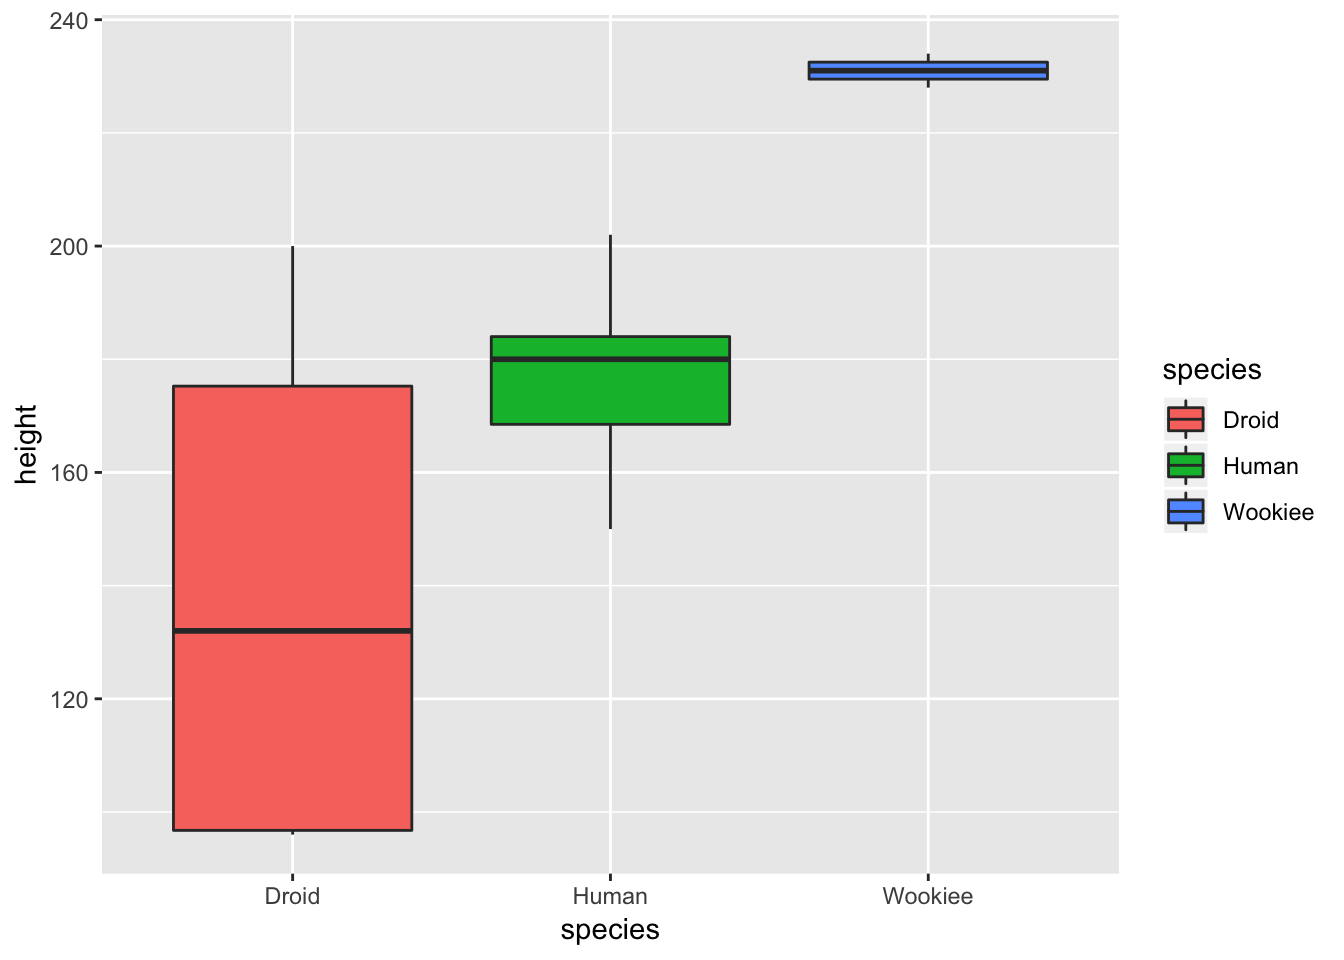 240
200
160
120
height
Droid
Human
Wookiee
species
species
Droid
Human
Wookiee